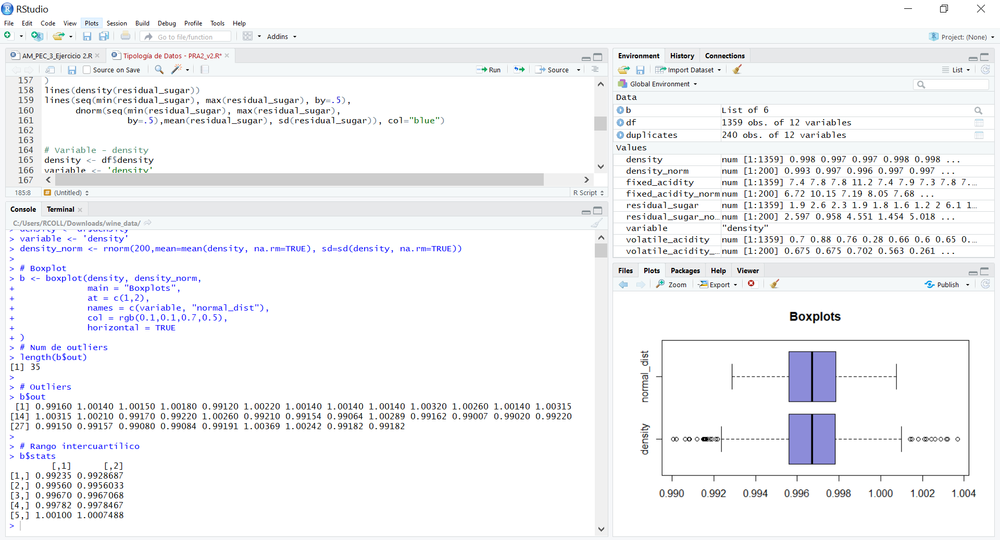 RStudio
File Edit Code View Plots Session Build Debug Profile Tools Help
Go to file/function Addins Project: (None)
AM_PEC_3_Ejercicio 2.R Tipología de Datos - PRA2_v2.R*
Source on Save Run Source
157 )
158 lines(density(residual_sugar))
159 lines(seq(min(residual_sugar), max(residual_sugar), by=.5),
160 dnorm(seq(min(residual_sugar), max(residual_sugar),
161 by=.5),mean(residual_sugar), sd(residual_sugar)), col="blue")
162
163
164 # Variable - density
165 density <- df$density
166 variable <- 'density'
167
185:8 (Untitled) R Script
Console Terminal
C:/Users/RCOLL/Downloads/wine_data/
> density <- df$density
> variable <- 'density'
> density_norm <- rnorm(200,mean=mean(density, na.rm=TRUE), sd=sd(density, na.rm=TRUE))
>
> # Boxplot
> b <- boxplot(density, density_norm,
+ main = "Boxplots",
+ at = c(1,2),
+ names = c(variable, "normal_dist"),
+ col = rgb(0.1,0.1,0.7,0.5),
+ horizontal = TRUE
+ )
> # Num de outliers
> length(b$out)
[1] 35
>
> # Outliers
> b$out
[1] 0.99160 1.00140 1.00150 1.00180 0.99120 1.00220 1.00140 1.00140 1.00140 1.00320 1.00260 1.00140 1.00315
[14] 1.00315 1.00210 0.99170 0.99220 1.00260 0.99210 0.99154 0.99064 1.00289 0.99162 0.99007 0.99020 0.99220
[27] 0.99150 0.99157 0.99080 0.99084 0.99191 1.00369 1.00242 0.99182 0.99182
>
> # Rango intercuartílico
> b$stats
[,1] [,2]
[1,] 0.99235 0.9928687
[2,] 0.99560 0.9956033
[3,] 0.99670 0.9967068
[4,] 0.99782 0.9978467
[5,] 1.00100 1.0007488
>
Environment History Connections
Import Dataset List
Global Environment
Data
b List of 6
df 1359 obs. of 12 variables
duplicates 240 obs. of 12 variables
Values
density num [1:1359] 0.998 0.997 0.997 0.998 0.998 ...
density_norm num [1:200] 0.993 0.997 0.996 0.997 0.997 ...
fixed_acidity num [1:1359] 7.4 7.8 7.8 11.2 7.4 7.9 7.3 7.8 7.…
fixed_acidity_norm num [1:200] 6.72 10.15 7.19 8.05 7.68 ...
residual_sugar num [1:1359] 1.9 2.6 2.3 1.9 1.8 1.6 1.2 2 6.1 1…
residual_sugar_no… num [1:200] 2.597 0.958 4.551 1.454 5.018 ...
variable "density"
volatile_acidity num [1:1359] 0.7 0.88 0.76 0.28 0.66 0.6 0.65 0.…
volatile_acidity_… num [1:200] 0.675 0.675 0.702 0.563 0.261 ...
Files Plots Packages Help Viewer
Zoom Export Publish
Boxplots
normal_dist
density
0.990 0.992 0.994 0.996 0.998 1.000 1.002 1.004